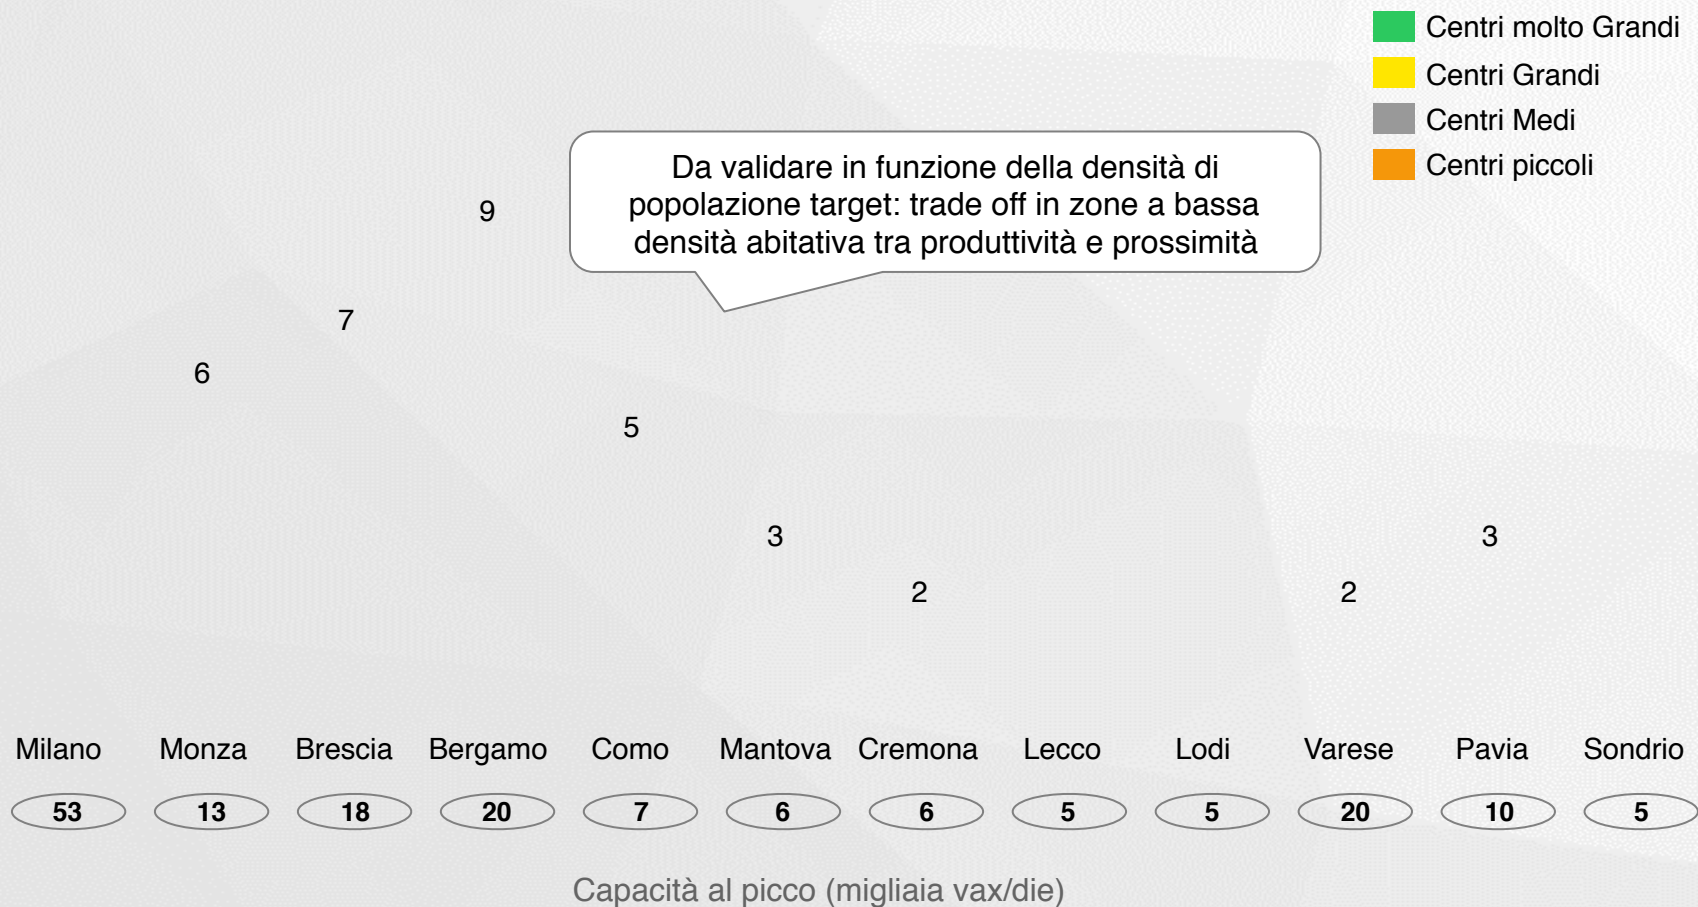 Centri molto Grandi
Centri Grandi
Centri Medi
Centri piccoli
Da validare in funzione della densità di
popolazione target: trade off in zone a bassa
densità abitativa tra produttività e prossimità
9
7
6
5
3
3
2
2
Milano Monza Brescia Bergamo Como Mantova Cremona Lecco Lodi Varese Pavia Sondrio
53 13 18 20 7 6 6 5 5 20 10 5
Capacità al picco (migliaia vax/die)